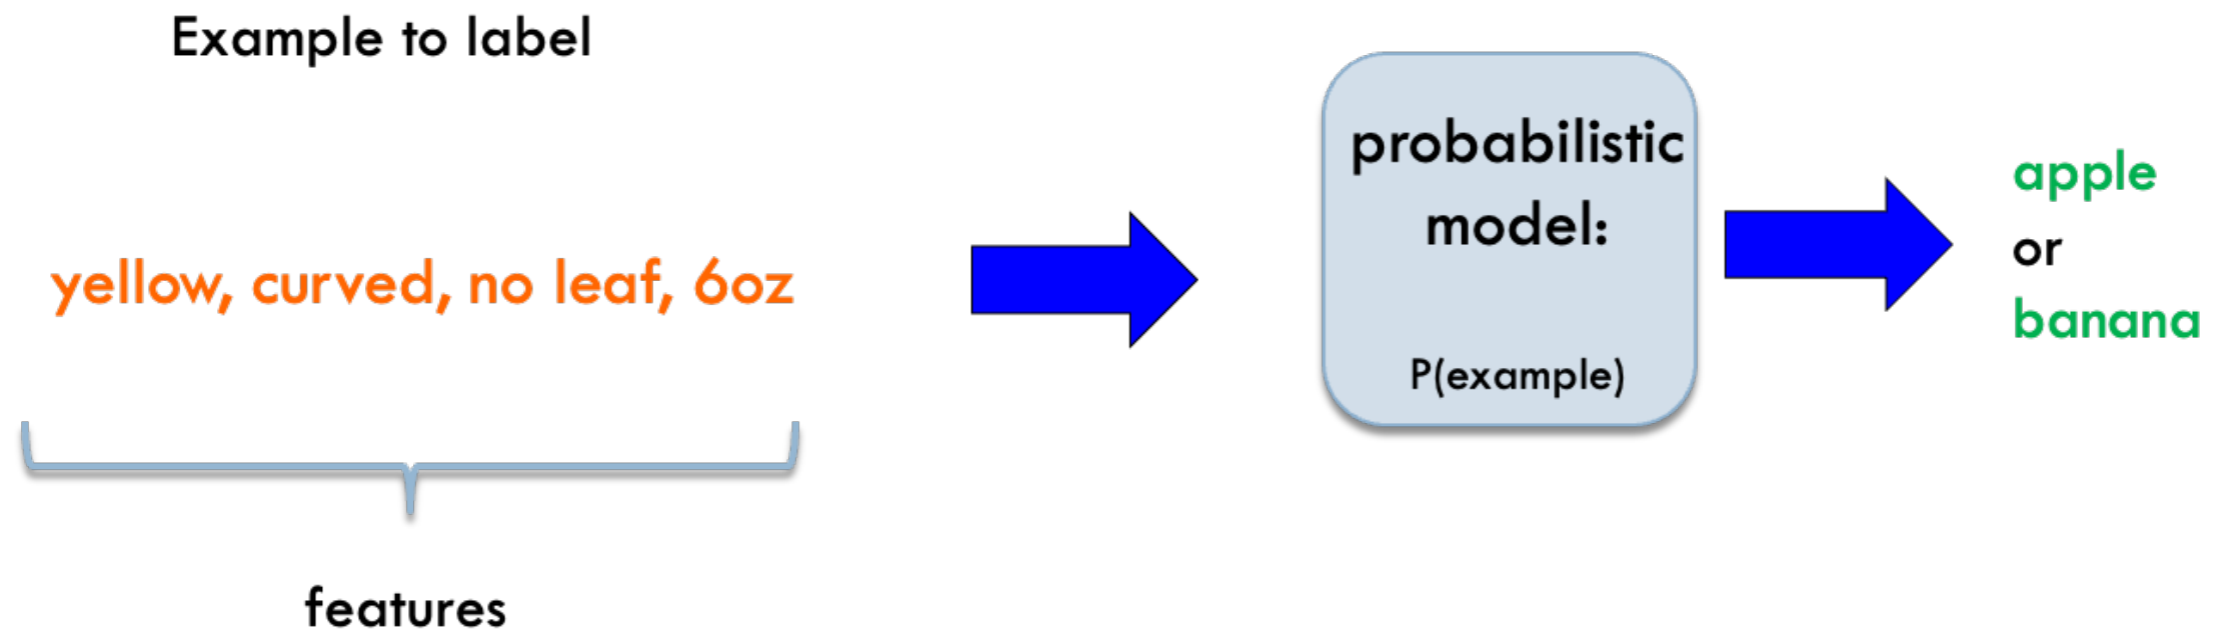 Example to label
yellow, curved, no leaf, 6oz
features
probabilistic
model:
P(example)
apple
or
banana